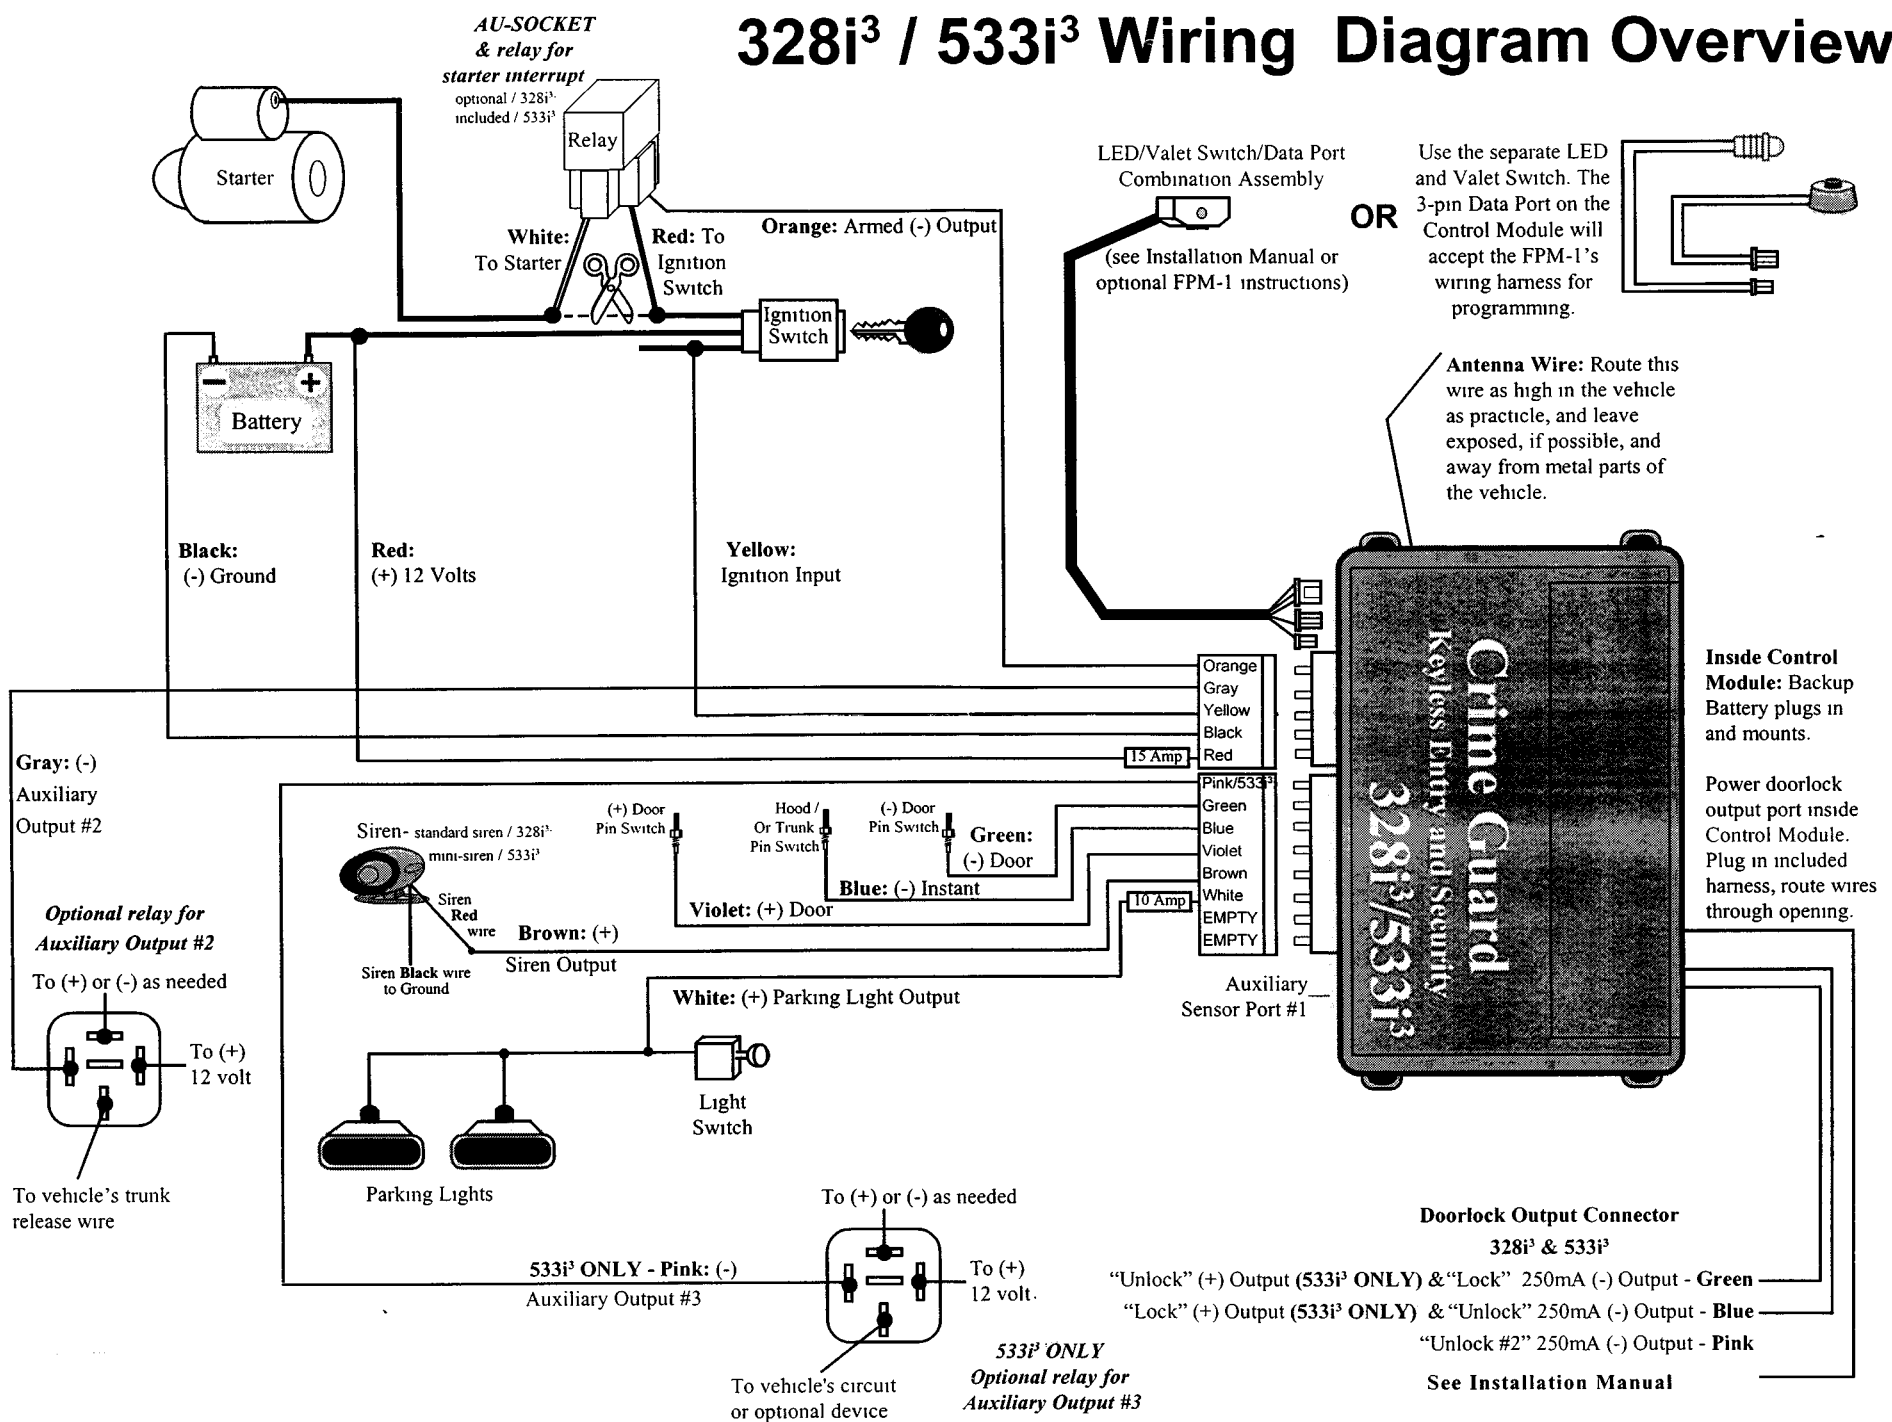 328i³ / 533i³ Wiring Diagram Overview
AU-SOCKET
& relay for
starter interrupt
optional / 328i³.
included / 533i³
Relay
Starter
White:
To Starter
Red: To
Ignition
Switch
Orange: Armed (-) Output
Ignition
Switch
Battery
− +
LED/Valet Switch/Data Port
Combination Assembly
(see Installation Manual or
optional FPM-1 instructions)
OR
Use the separate LED
and Valet Switch. The
3-pin Data Port on the
Control Module will
accept the FPM-1's
wiring harness for
programming.
Antenna Wire: Route this
wire as high in the vehicle
as practicle, and leave
exposed, if possible, and
away from metal parts of
the vehicle.
Black:
(-) Ground
Red:
(+) 12 Volts
Yellow:
Ignition Input
Orange
Gray
Yellow
Black
Red
15 Amp
Pink/533i³
Green
Blue
Violet
Brown
White
EMPTY
EMPTY
10 Amp
Auxiliary
Sensor Port #1
Crime Guard
Keyless Entry and Security
328i³/533i³
Inside Control
Module: Backup
Battery plugs in
and mounts.
Power doorlock
output port inside
Control Module.
Plug in included
harness, route wires
through opening.
Gray: (-)
Auxiliary
Output #2
Siren- standard siren / 328i³.
mini-siren / 533i³
Siren
Red
wire
Siren Black wire
to Ground
(+) Door
Pin Switch
Hood /
Or Trunk
Pin Switch
(-) Door
Pin Switch
Green:
(-) Door
Blue: (-) Instant
Violet: (+) Door
Brown: (+)
Siren Output
White: (+) Parking Light Output
Optional relay for
Auxiliary Output #2
To (+) or (-) as needed
To (+)
12 volt
To vehicle's trunk
release wire
Light
Switch
Parking Lights
To (+) or (-) as needed
533i³ ONLY - Pink: (-)
Auxiliary Output #3
To (+)
12 volt.
533i³ ONLY
Optional relay for
Auxiliary Output #3
To vehicle's circuit
or optional device
Doorlock Output Connector
328i³ & 533i³
“Unlock” (+) Output (533i³ ONLY) &“Lock” 250mA (-) Output - Green
“Lock” (+) Output (533i³ ONLY) & “Unlock” 250mA (-) Output - Blue
“Unlock #2” 250mA (-) Output - Pink
See Installation Manual